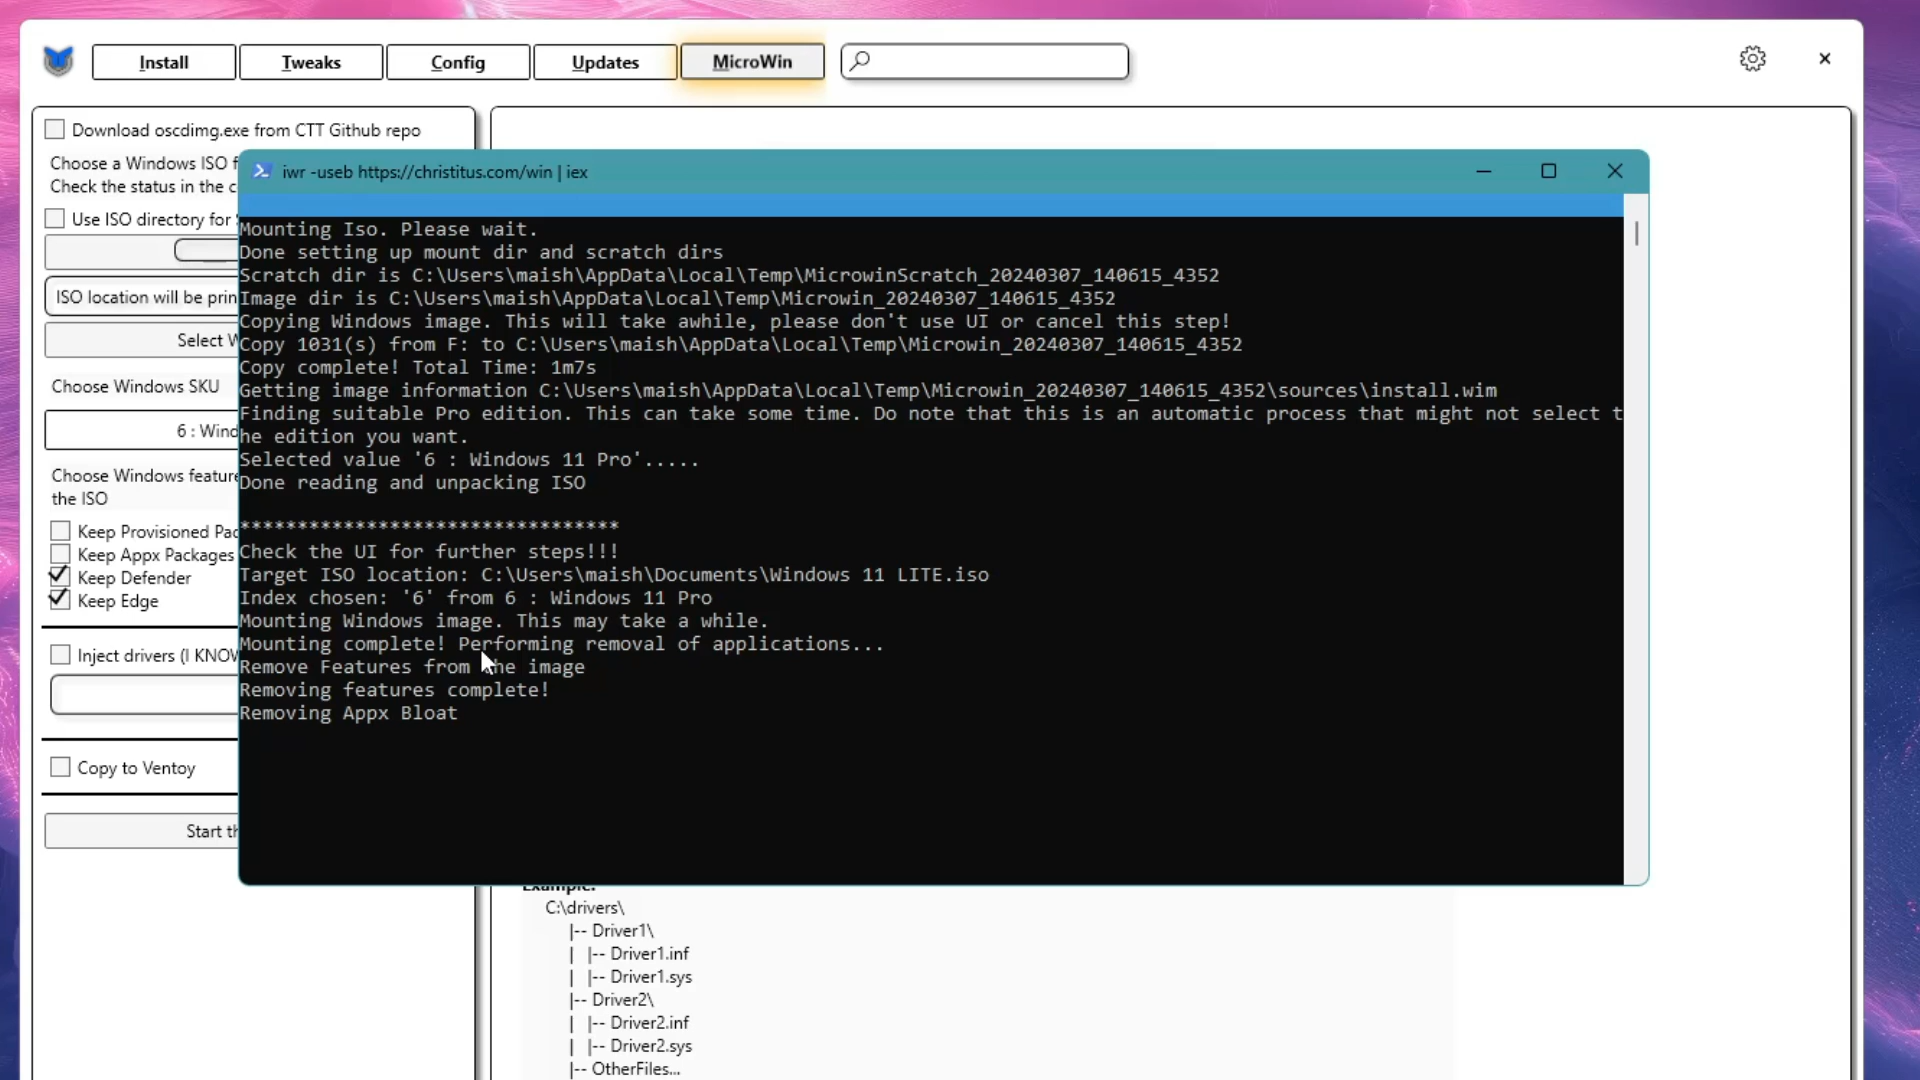 Install
Tweaks
Config
Updates
MicroWin
Download oscdimg.exe from CTT Github repo
Choose a Windows ISO
Check the status in the
Use ISO directory for
ISO location will be
Select
Choose Windows SKU
6 :
Choose Windows
the ISO
Keep Provisioned
Keep Appx Packages
Keep Defender
Keep Edge
Inject drivers (I
Copy to Ventoy
Start
iwr -useb https://christitus.com/win | iex
Mounting Iso. Please wait.
Done setting up mount dir and scratch dirs
Scratch dir is C:\Users\maish\AppData\Local\Temp\MicrowinScratch_20240307_140615_4352
Image dir is C:\Users\maish\AppData\Local\Temp\Microwin_20240307_140615_4352
Copying Windows image. This will take awhile, please don't use UI or cancel this step!
Copy 1031(s) from F: to C:\Users\maish\AppData\Local\Temp\Microwin_20240307_140615_4352
Copy complete! Total Time: 1m7s
Getting image information C:\Users\maish\AppData\Local\Temp\Microwin_20240307_140615_4352\sources\install.wim
Finding suitable Pro edition. This can take some time. Do note that this is an automatic process that might not select t
he edition you want.
Selected value '6 : Windows 11 Pro'.....
Done reading and unpacking ISO
*********************************
Check the UI for further steps!!!
Target ISO location: C:\Users\maish\Documents\Windows 11 LITE.iso
Index chosen: '6' from 6 : Windows 11 Pro
Mounting Windows image. This may take a while.
Mounting complete! Performing removal of applications...
Remove Features from the image
Removing features complete!
Removing Appx Bloat
Example:
C:\drivers\
|-- Driver1\
| |-- Driver1.inf
| |-- Driver1.sys
|-- Driver2\
| |-- Driver2.inf
| |-- Driver2.sys
|-- OtherFiles...